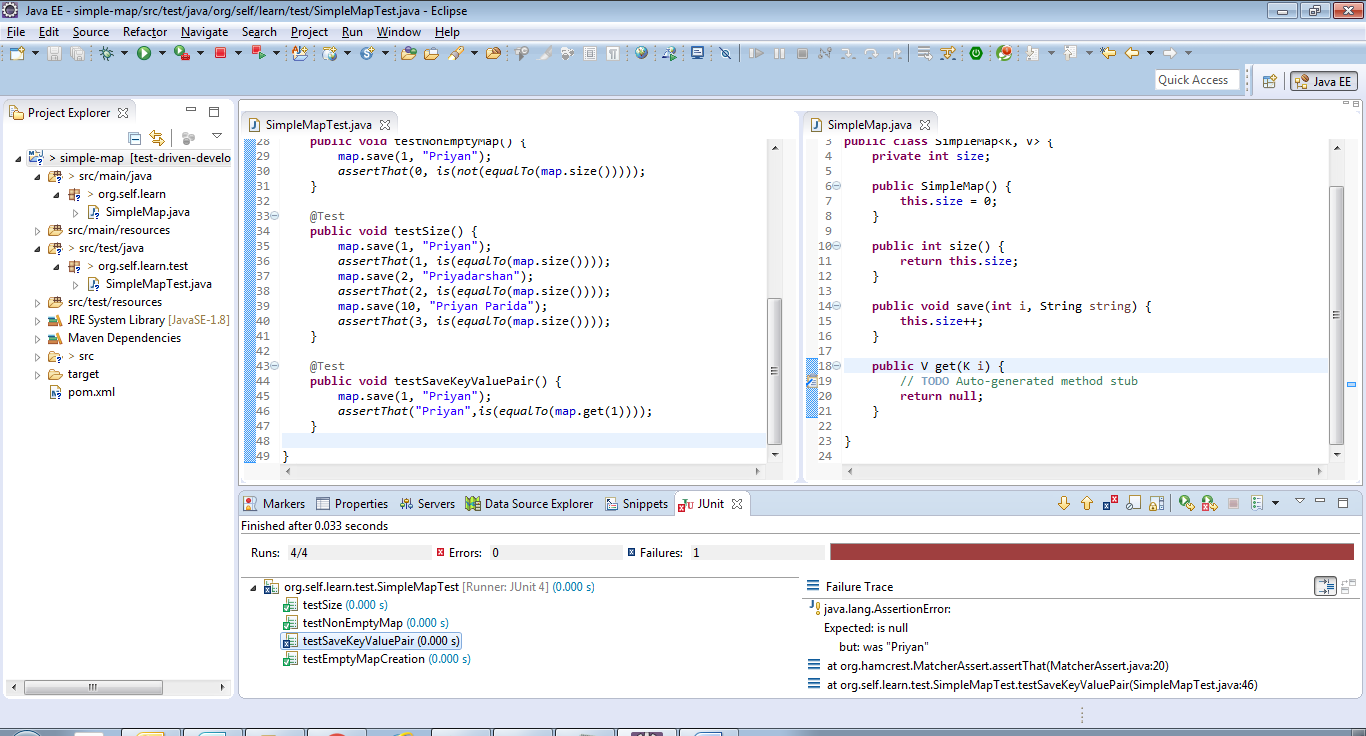 Java EE - simple-map/src/test/java/org/self/learn/test/SimpleMapTest.java - Eclipse
File Edit Source Refactor Navigate Search Project Run Window Help
Quick Access
Java EE
Project Explorer
> simple-map [test-driven-develo
> src/main/java
> org.self.learn
> SimpleMap.java
src/main/resources
> src/test/java
> org.self.learn.test
> SimpleMapTest.java
src/test/resources
JRE System Library [JavaSE-1.8]
Maven Dependencies
> src
target
pom.xml
SimpleMapTest.java
28 public void testNonEmptyMap() {
29 map.save(1, "Priyan");
30 assertThat(0, is(not(equalTo(map.size()))));
31 }
32
33 @Test
34 public void testSize() {
35 map.save(1, "Priyan");
36 assertThat(1, is(equalTo(map.size())));
37 map.save(2, "Priyadarshan");
38 assertThat(2, is(equalTo(map.size())));
39 map.save(10, "Priyan Parida");
40 assertThat(3, is(equalTo(map.size())));
41 }
42
43 @Test
44 public void testSaveKeyValuePair() {
45 map.save(1, "Priyan");
46 assertThat("Priyan",is(equalTo(map.get(1))));
47 }
48
49 }
SimpleMap.java
3 public class SimpleMap<K, V> {
4 private int size;
5
6 public SimpleMap() {
7 this.size = 0;
8 }
9
10 public int size() {
11 return this.size;
12 }
13
14 public void save(int i, String string) {
15 this.size++;
16 }
17
18 public V get(K i) {
19 // TODO Auto-generated method stub
20 return null;
21 }
22
23 }
24
Markers Properties Servers Data Source Explorer Snippets JUnit
Finished after 0.033 seconds
Runs: 4/4 Errors: 0 Failures: 1
org.self.learn.test.SimpleMapTest [Runner: JUnit 4] (0.000 s)
testSize (0.000 s)
testNonEmptyMap (0.000 s)
testSaveKeyValuePair (0.000 s)
testEmptyMapCreation (0.000 s)
Failure Trace
java.lang.AssertionError:
Expected: is null
but: was "Priyan"
at org.hamcrest.MatcherAssert.assertThat(MatcherAssert.java:20)
at org.self.learn.test.SimpleMapTest.testSaveKeyValuePair(SimpleMapTest.java:46)